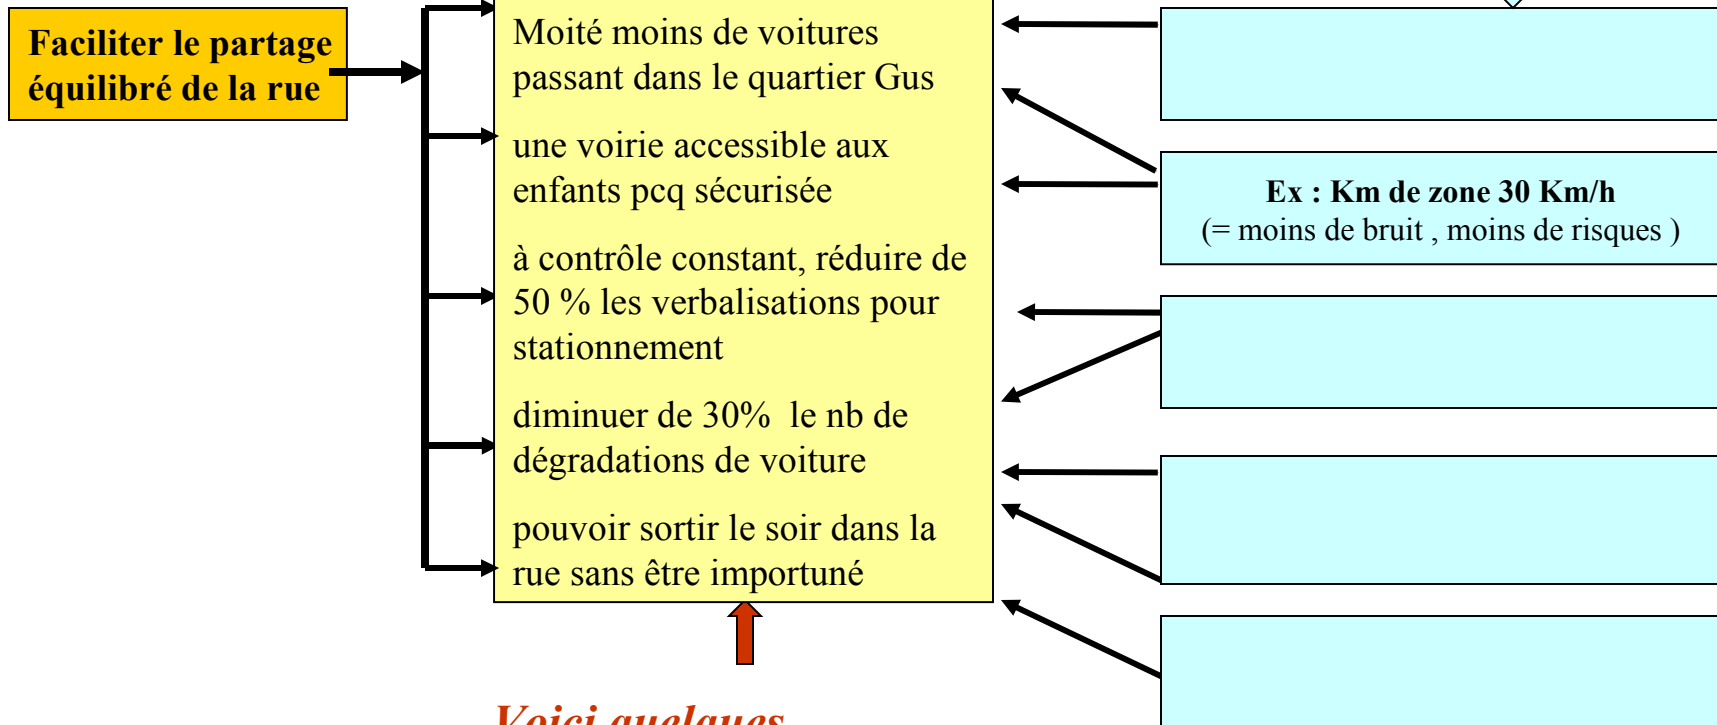 Faciliter le partage
équilibré de la rue
Moité moins de voitures
passant dans le quartier Gus
une voirie accessible aux
enfants pcq sécurisée
à contrôle constant, réduire de
50 % les verbalisations pour
stationnement
diminuer de 30% le nb de
dégradations de voiture
pouvoir sortir le soir dans la
rue sans être importuné
Ex : Km de zone 30 Km/h
(= moins de bruit , moins de risques )
Voici quelques